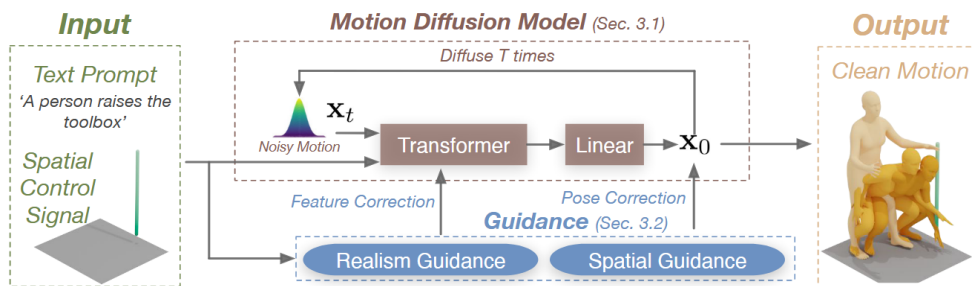 Input
Text Prompt
'A person raises the
toolbox'
Spatial
Control
Signal
Motion Diffusion Model (Sec. 3.1)
Diffuse T times
x_t
Noisy Motion
Transformer
Linear
x_0
Feature Correction
Pose Correction
Guidance (Sec. 3.2)
Realism Guidance
Spatial Guidance
Output
Clean Motion